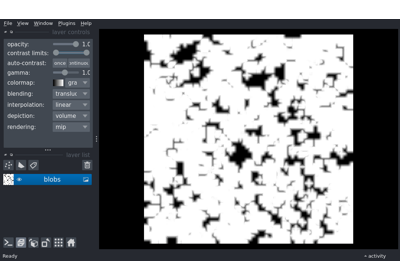 File View Window Plugins Help
layer controls
opacity: 1.0
contrast limits:
auto-contrast: once
gamma: 1.0
colormap: gra
blending: translu
interpolation: linear
depiction: volume
rendering: mip
layer list
blobs
Ready activity